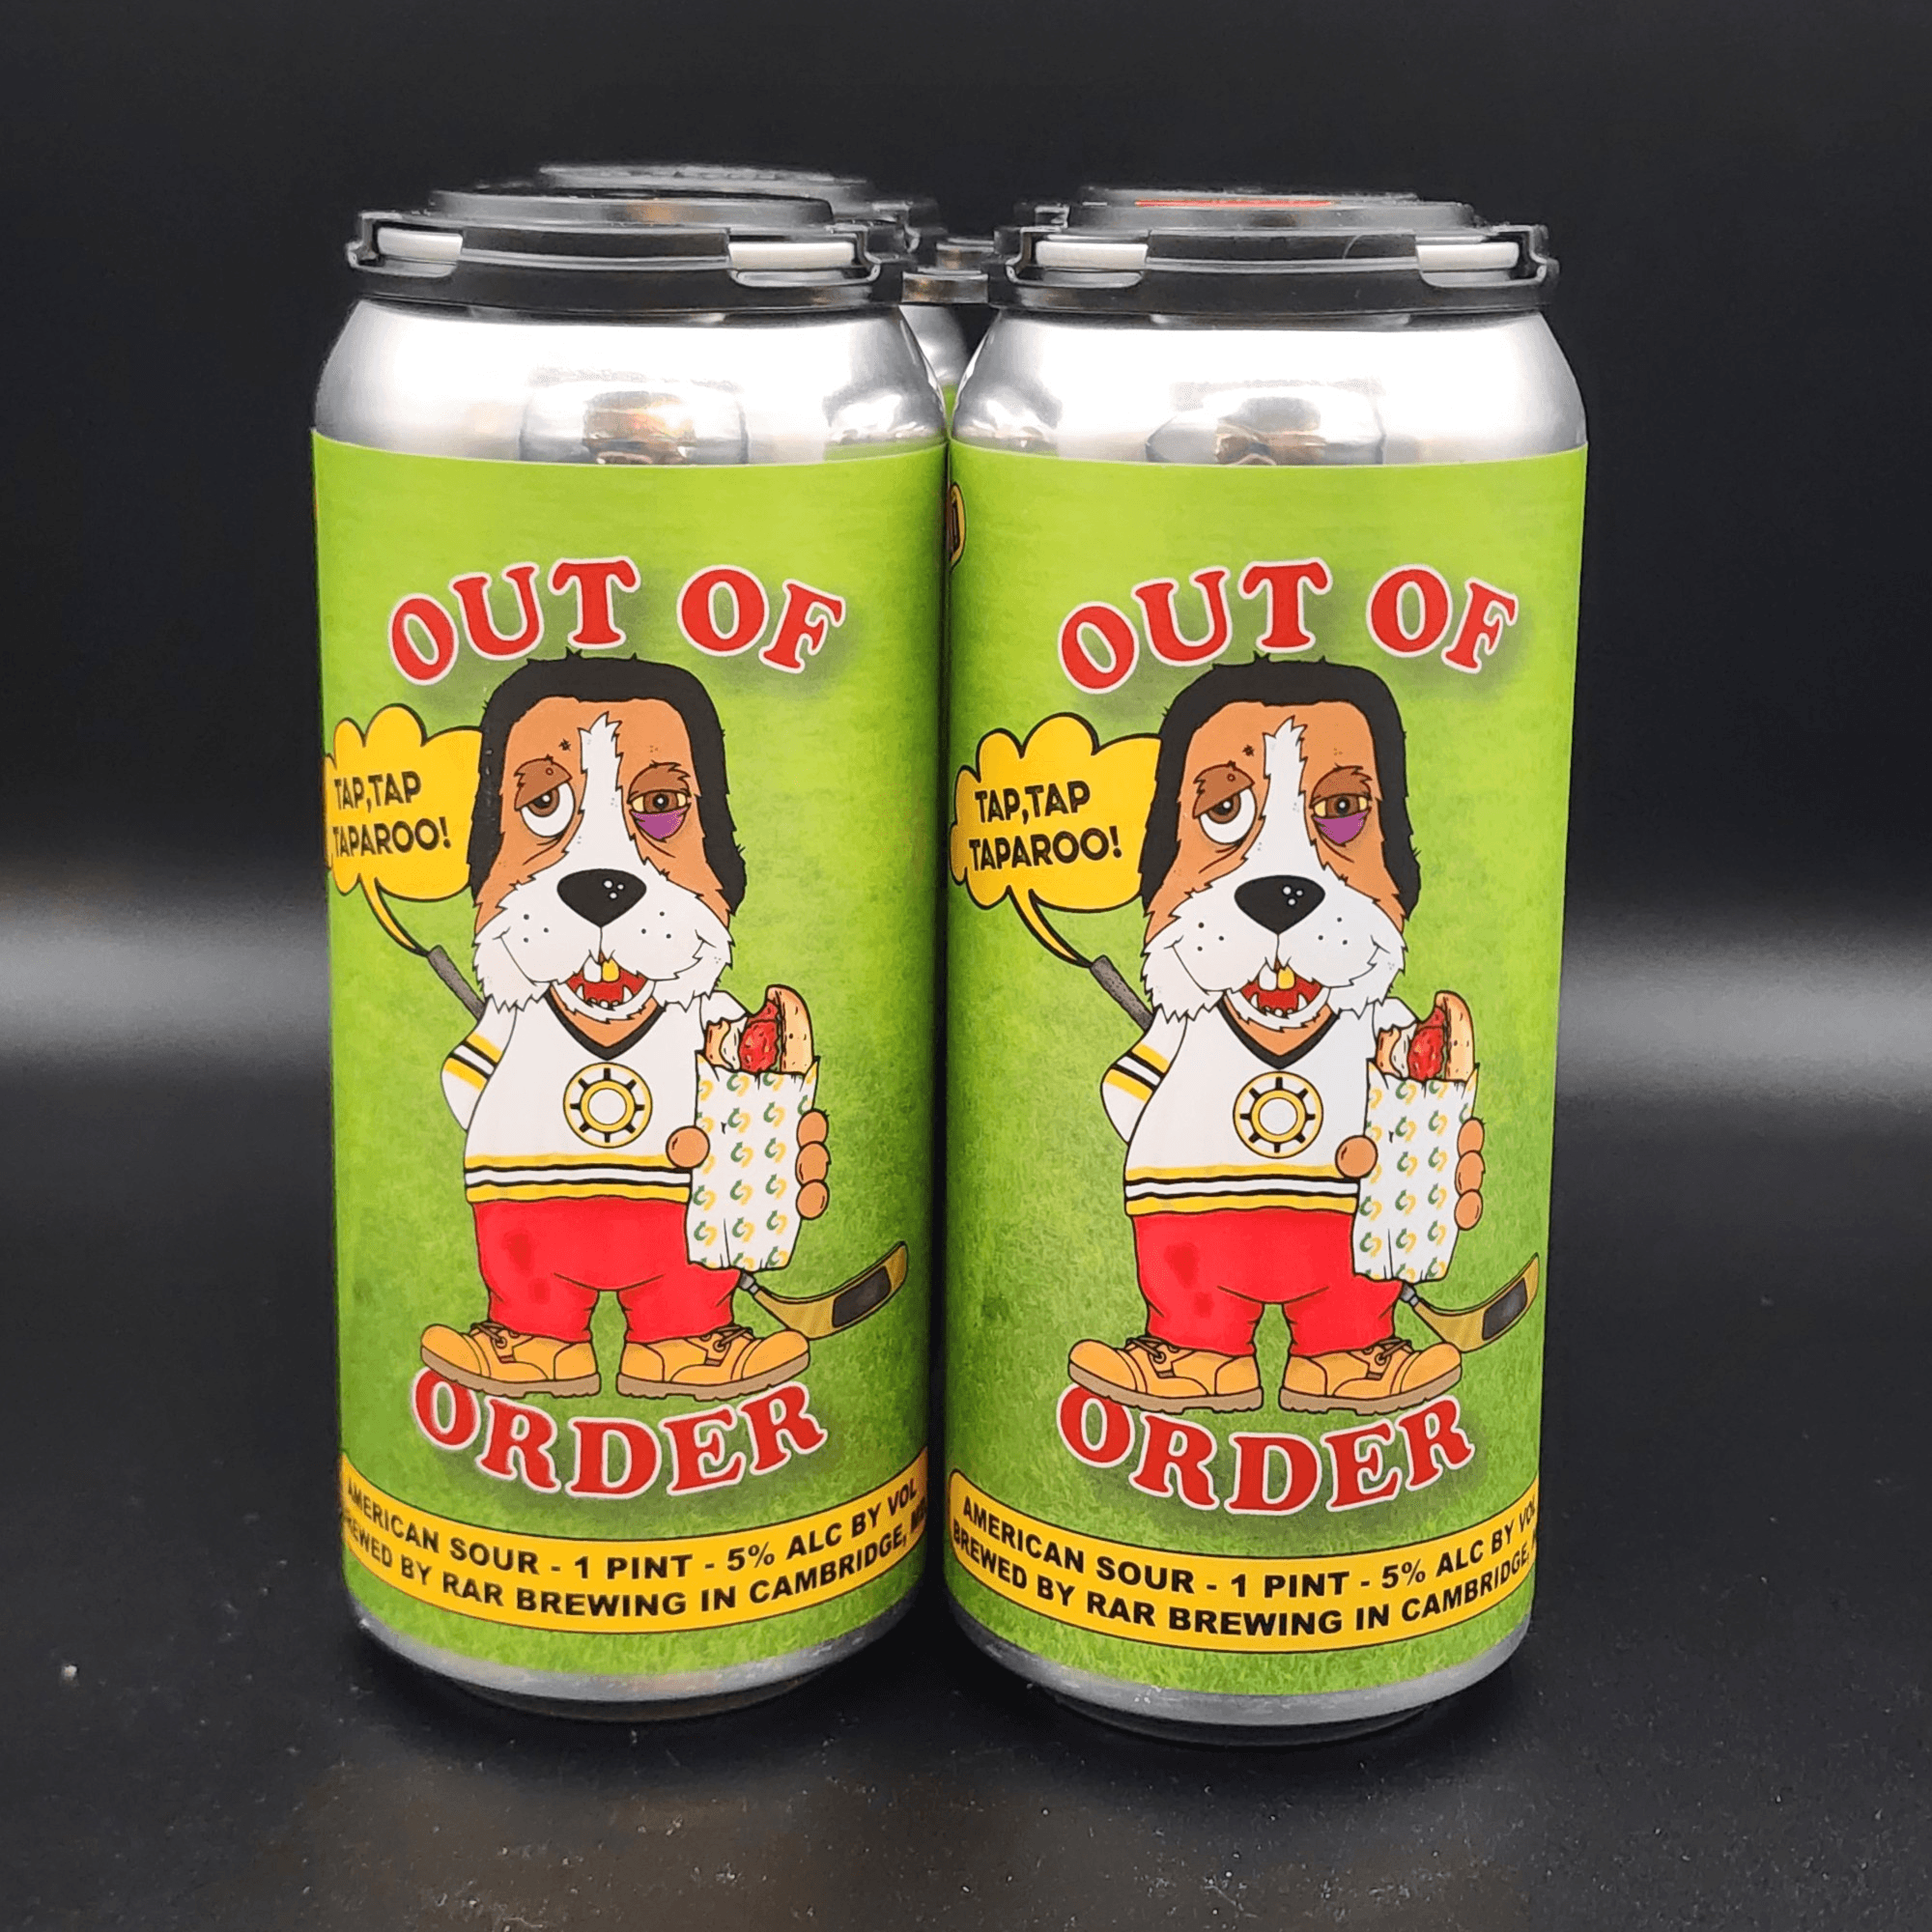 OUT OF
TAP,TAP
TAPAROO!
ORDER
AMERICAN SOUR - 1 PINT - 5% ALC BY VOL
BREWED BY RAR BREWING IN CAMBRIDGE,
OUT OF
TAP,TAP
TAPAROO!
ORDER
AMERICAN SOUR - 1 PINT - 5% ALC BY VOL
BREWED BY RAR BREWING IN CAMBRIDGE,